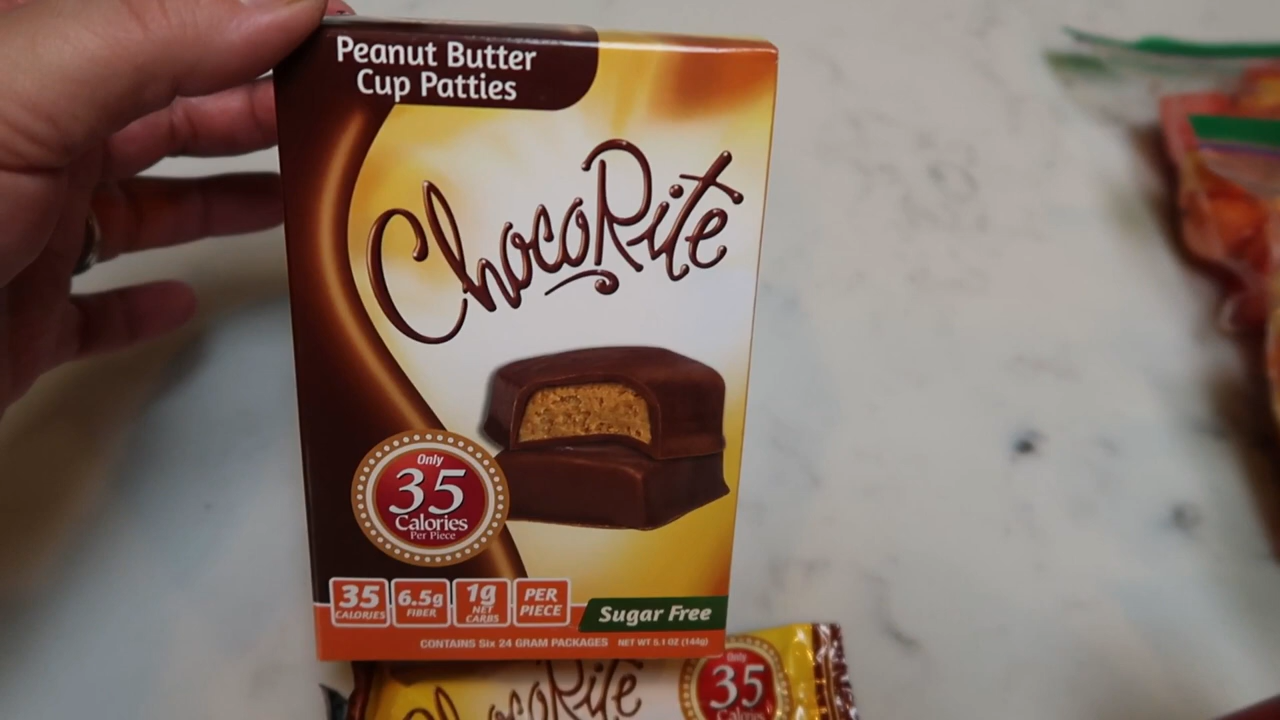 Peanut Butter
Cup Patties
ChocoRite
Only
35
Calories
Per Piece
35
CALORIES
6.5g
FIBER
1g
NET
CARBS
PER
PIECE
Sugar Free
CONTAINS Six 24 GRAM PACKAGES NET WT 5.1 OZ (144g)
ChocoRite
Only
35